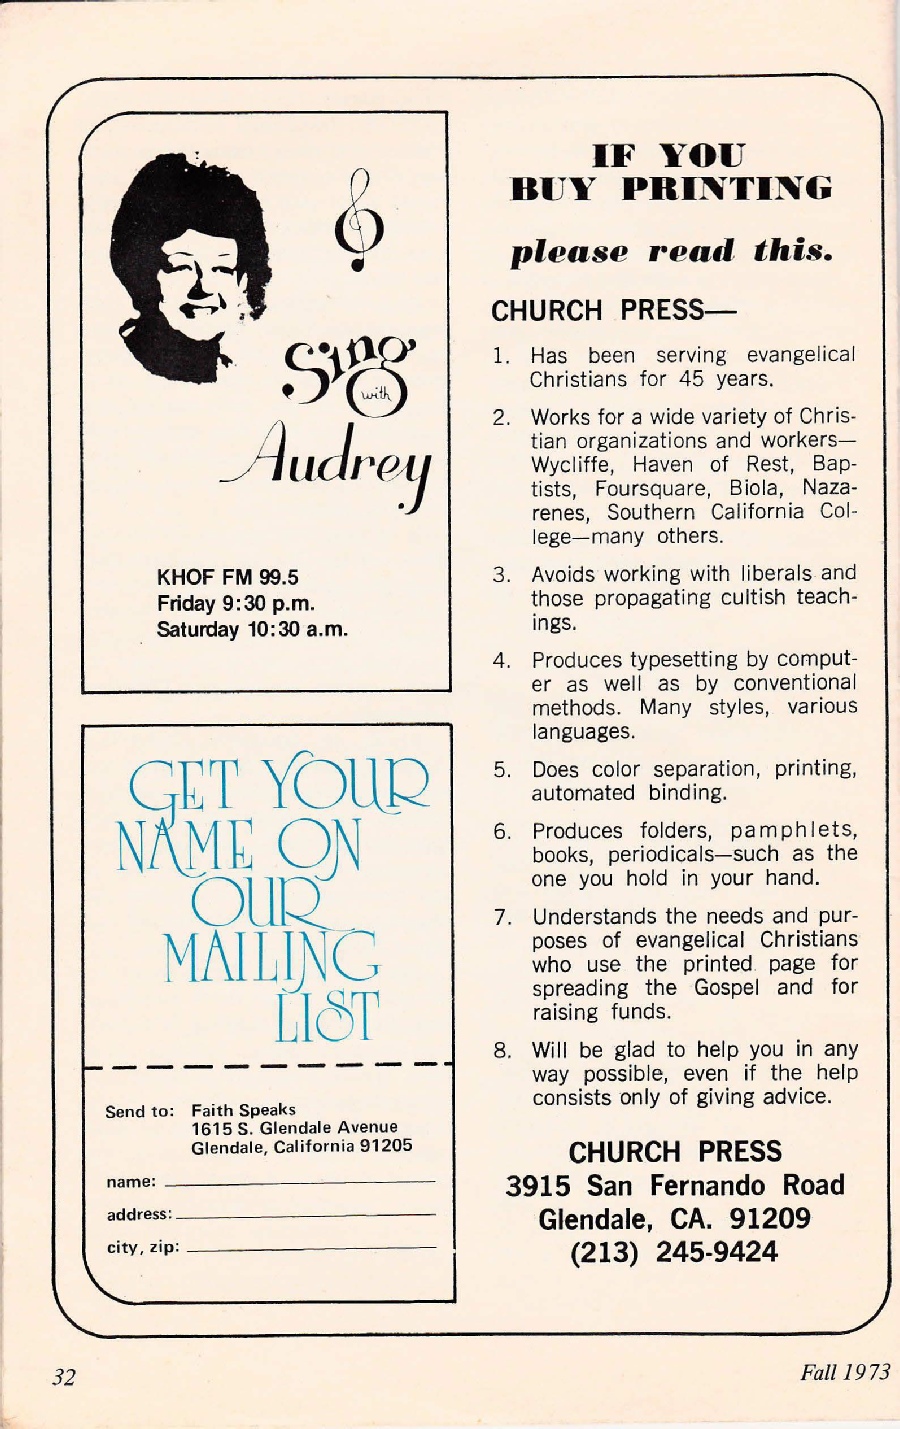 Sing
with
Audrey
KHOF FM 99.5
Friday 9:30 p.m.
Saturday 10:30 a.m.
GET YOUR
NAME ON
OUR
MAILING
LIST
Send to: Faith Speaks
1615 S. Glendale Avenue
Glendale, California 91205
name:
address:
city, zip:
IF YOU
BUY PRINTING
please read this.
CHURCH PRESS—
1. Has been serving evangelical
Christians for 45 years.
2. Works for a wide variety of Chris-
tian organizations and workers—
Wycliffe, Haven of Rest, Bap-
tists, Foursquare, Biola, Naza-
renes, Southern California Col-
lege—many others.
3. Avoids working with liberals and
those propagating cultish teach-
ings.
4. Produces typesetting by comput-
er as well as by conventional
methods. Many styles, various
languages.
5. Does color separation, printing,
automated binding.
6. Produces folders, pamphlets,
books, periodicals—such as the
one you hold in your hand.
7. Understands the needs and pur-
poses of evangelical Christians
who use the printed page for
spreading the Gospel and for
raising funds.
8. Will be glad to help you in any
way possible, even if the help
consists only of giving advice.
CHURCH PRESS
3915 San Fernando Road
Glendale, CA. 91209
(213) 245-9424
32
Fall 1973